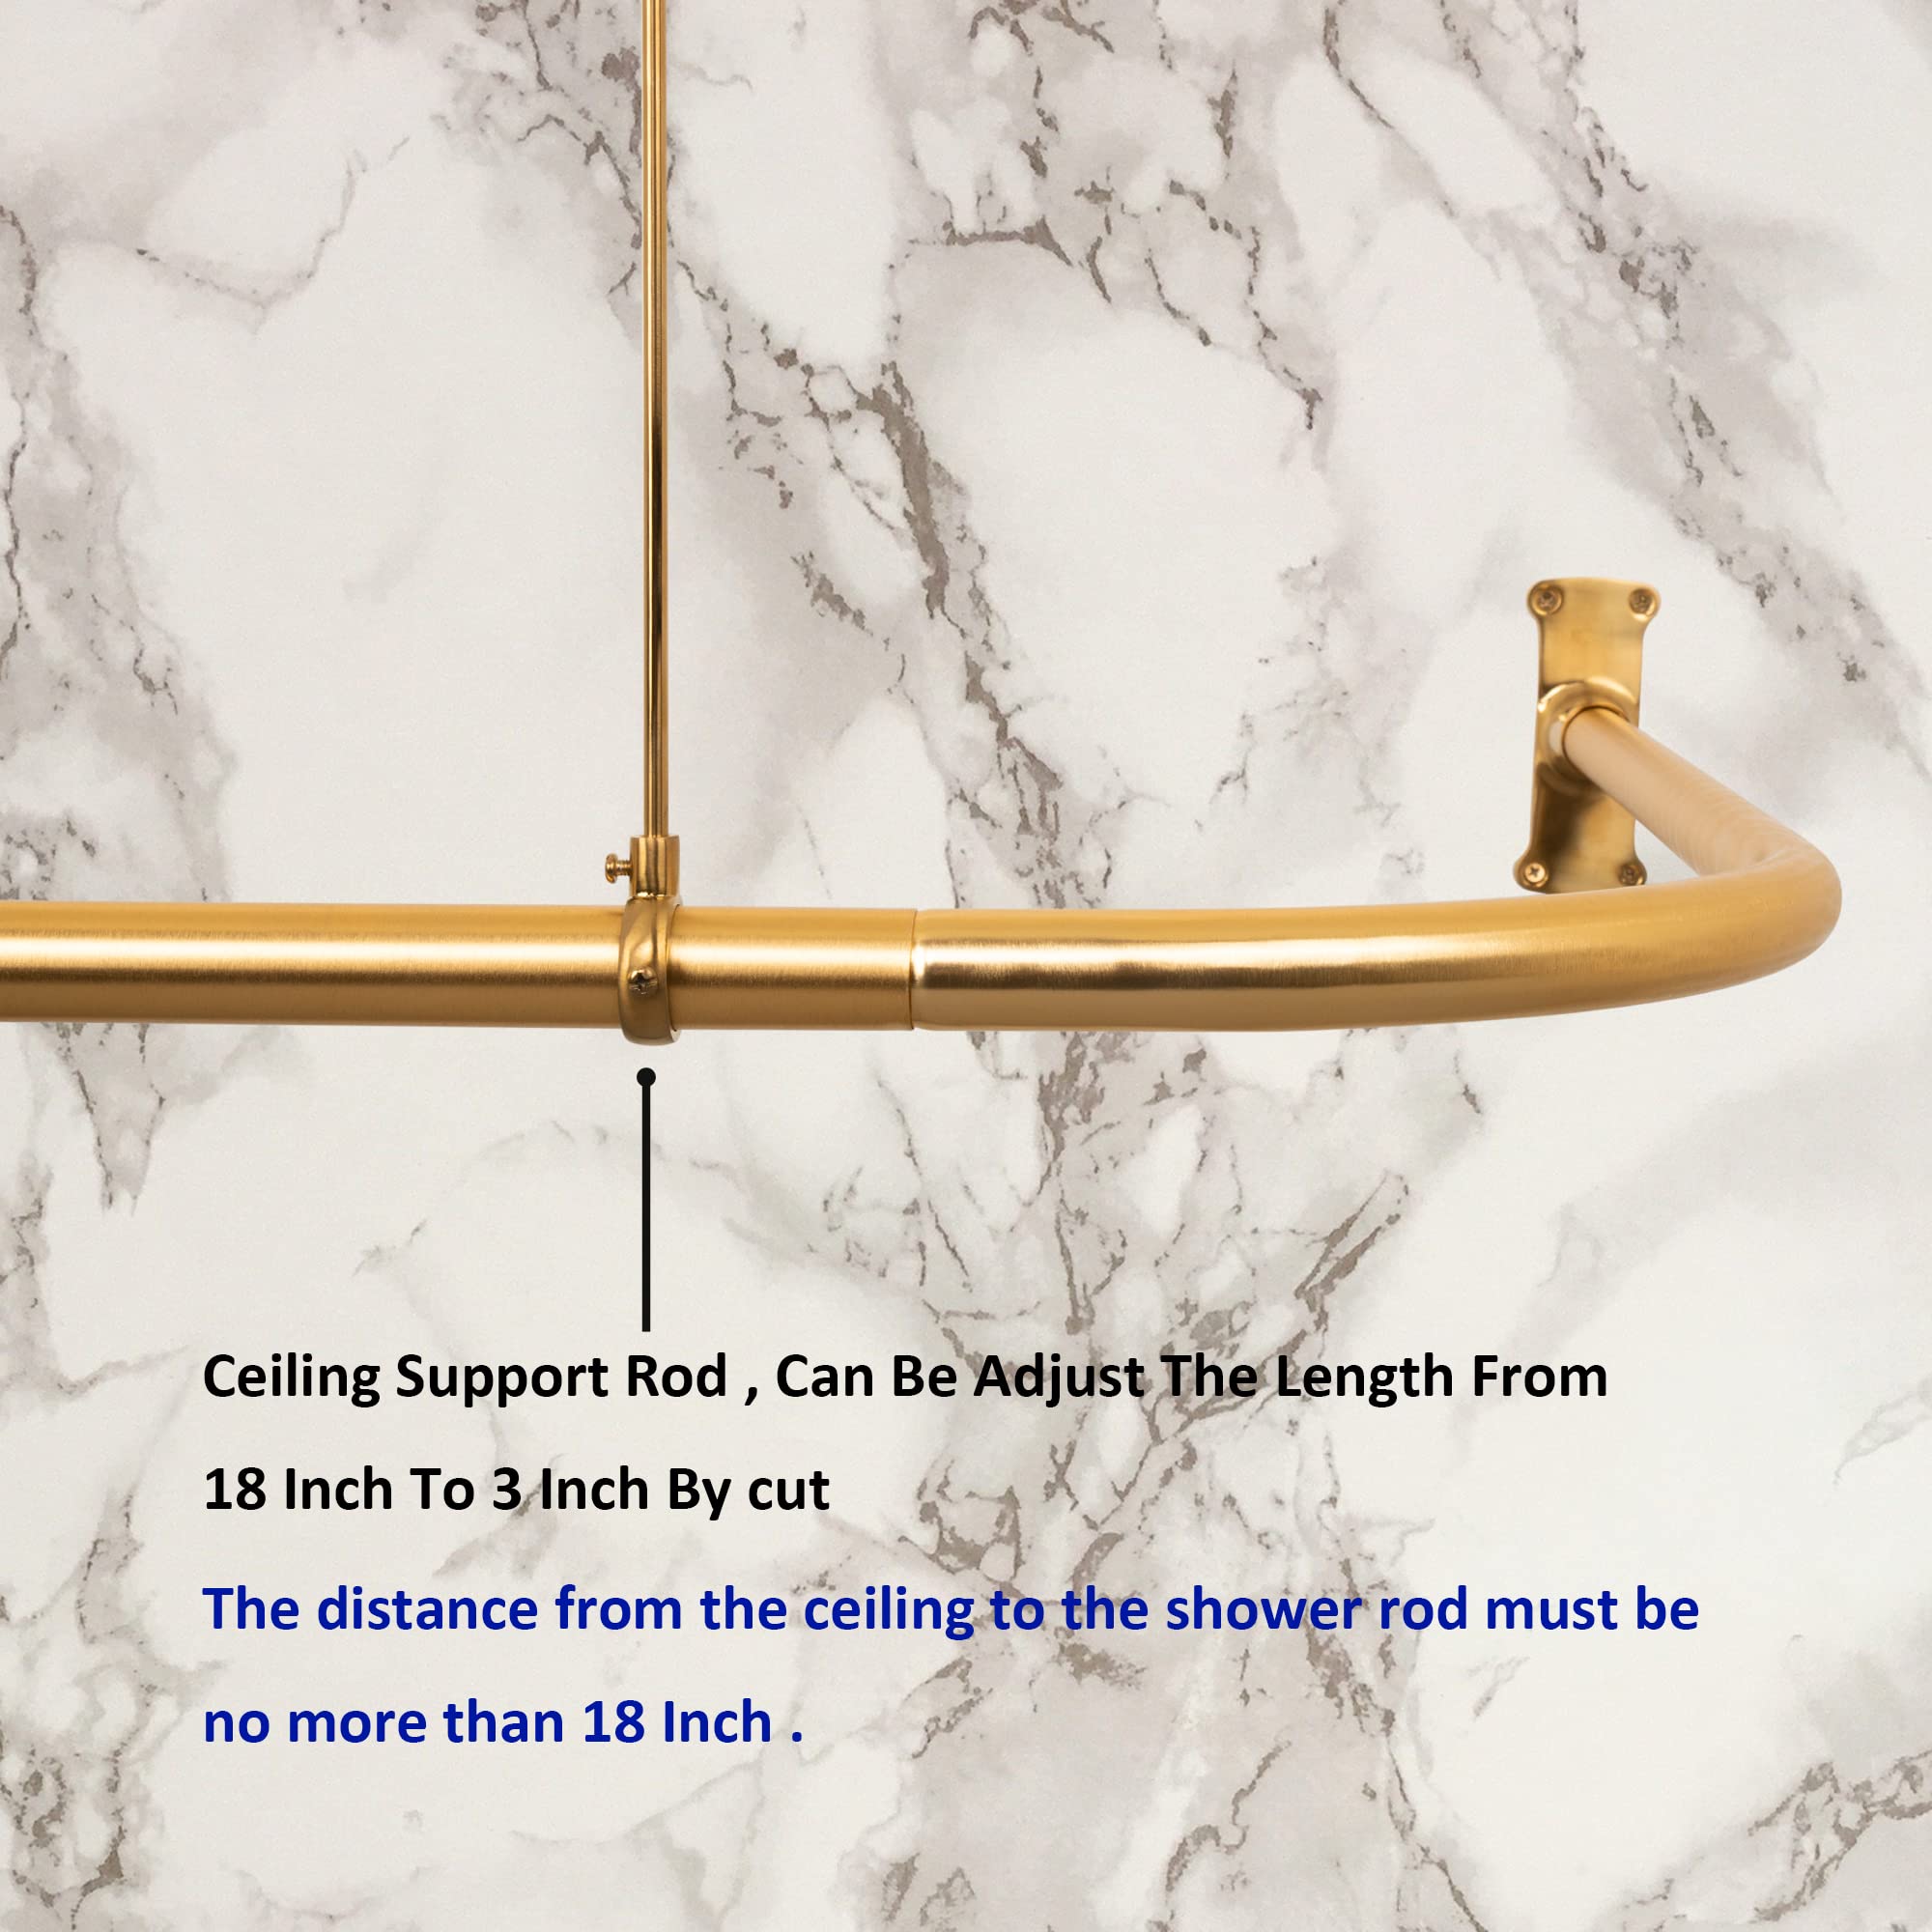 Ceiling Support Rod , Can Be Adjust The Length From
18 Inch To 3 Inch By cut
The distance from the ceiling to the shower rod must be
no more than 18 Inch .